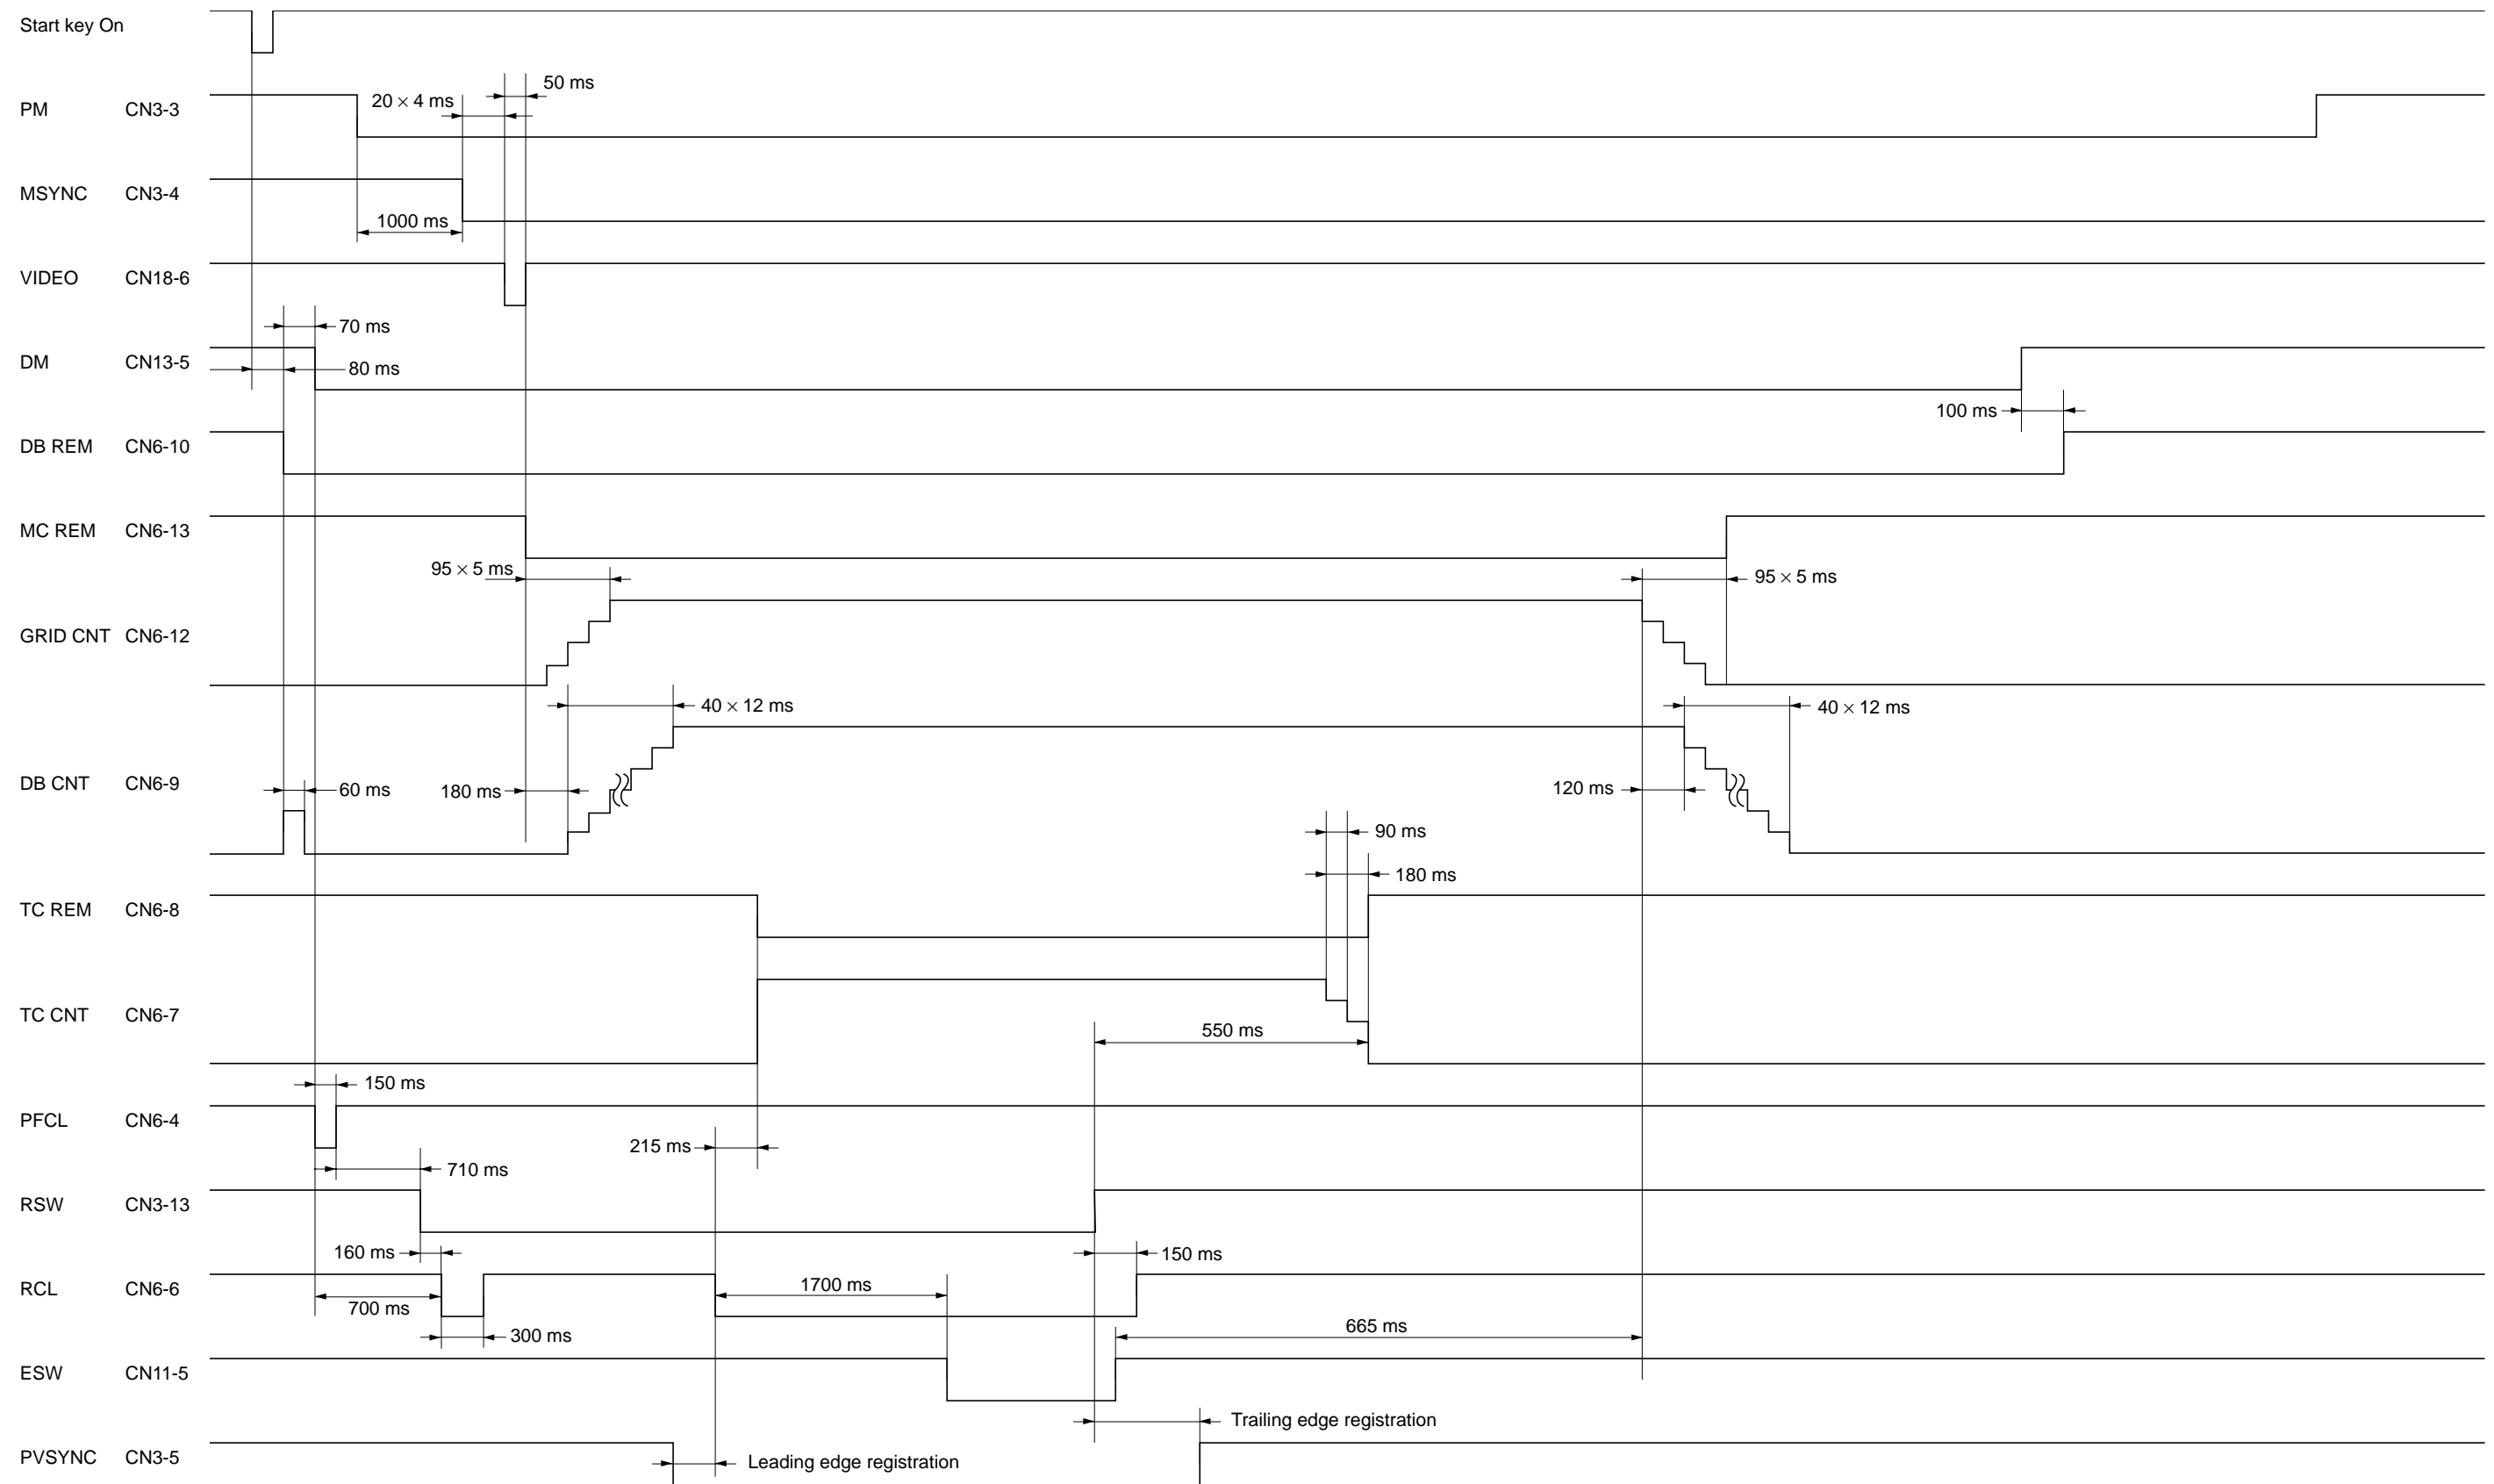 Start key On
50 ms
20 × 4 ms
PM CN3-3
MSYNC CN3-4
1000 ms
VIDEO CN18-6
70 ms
DM CN13-5
80 ms
100 ms
DB REM CN6-10
MC REM CN6-13
95 × 5 ms
95 × 5 ms
GRID CNT CN6-12
40 × 12 ms
40 × 12 ms
DB CNT CN6-9
60 ms
180 ms
120 ms
90 ms
180 ms
TC REM CN6-8
TC CNT CN6-7
550 ms
150 ms
PFCL CN6-4
215 ms
710 ms
RSW CN3-13
160 ms
150 ms
RCL CN6-6
1700 ms
700 ms
665 ms
300 ms
ESW CN11-5
Trailing edge registration
PVSYNC CN3-5
Leading edge registration